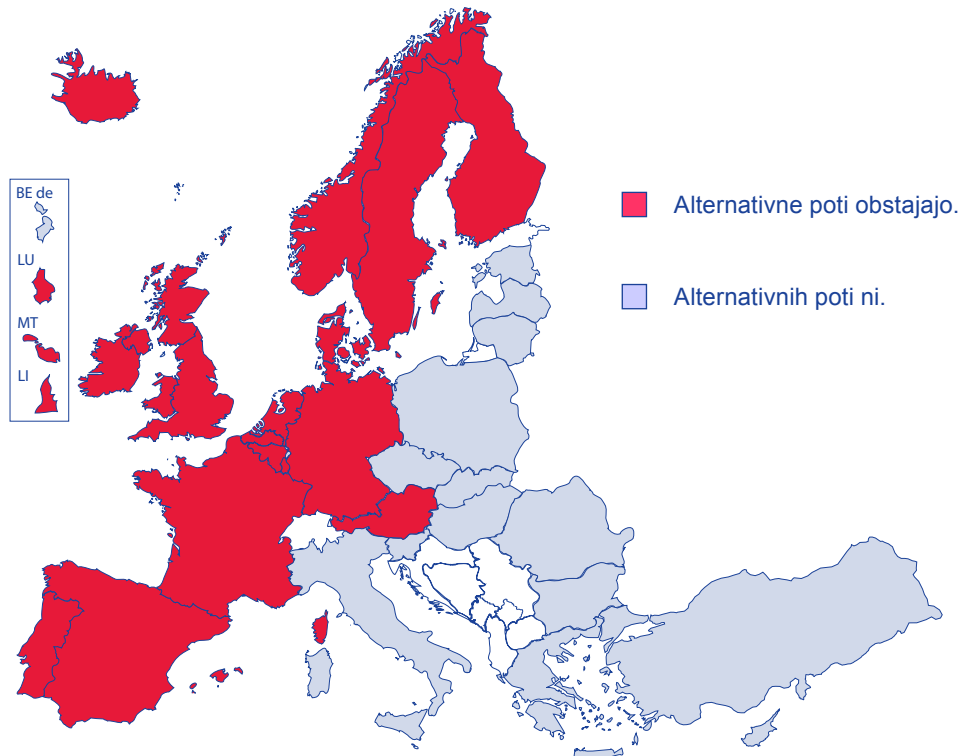 BE de
LU
MT
LI
Alternativne poti obstajajo.
Alternativnih poti ni.